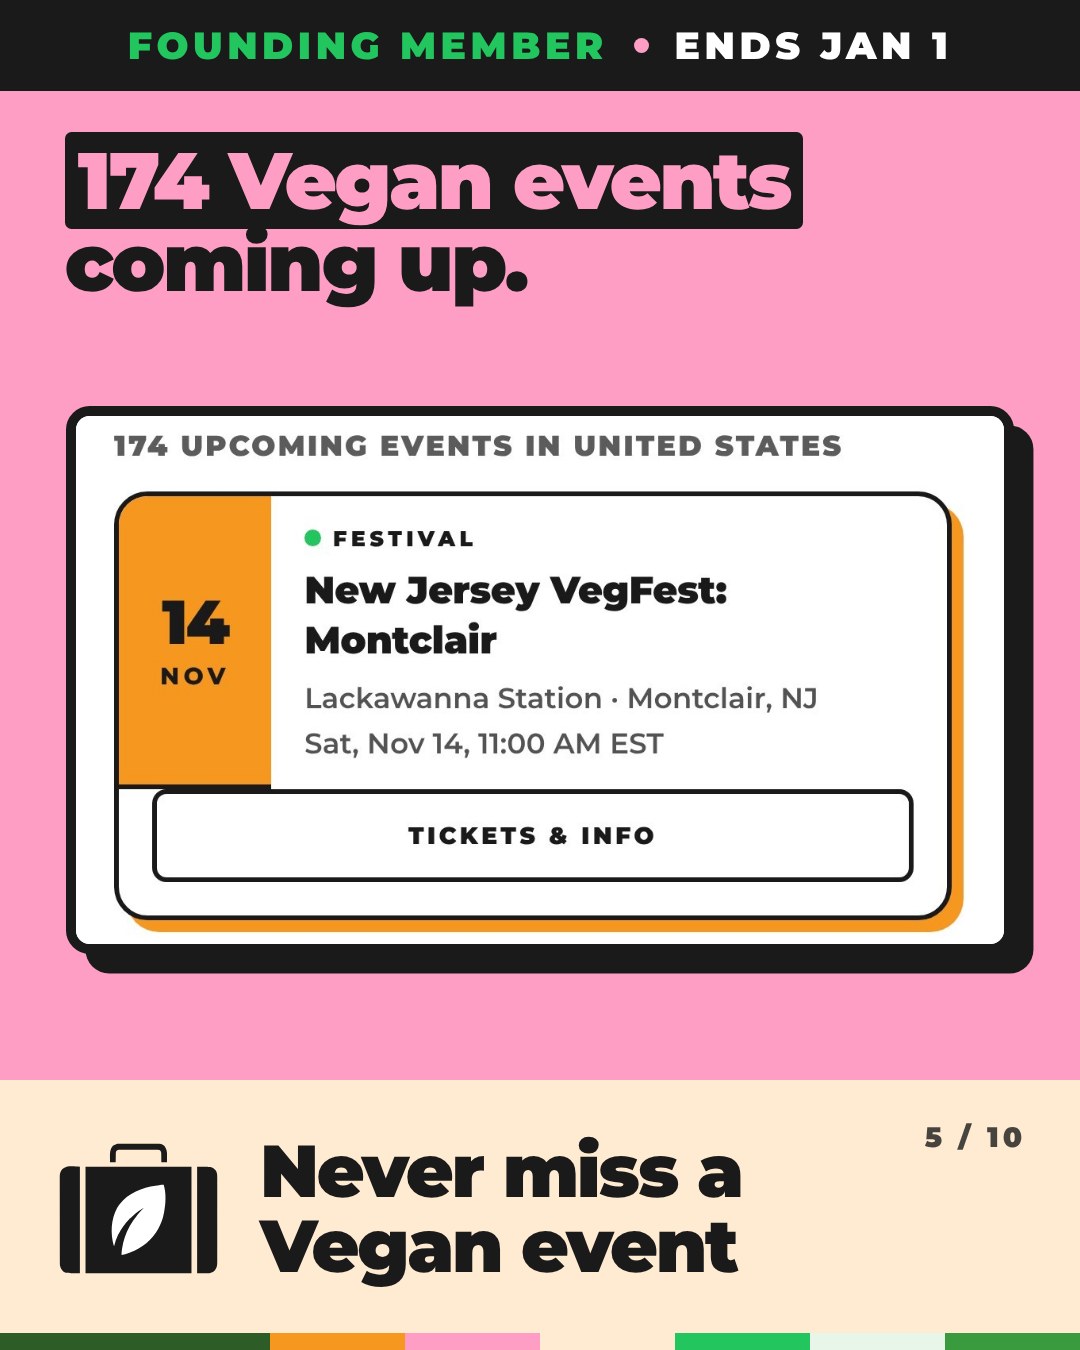 FOUNDING MEMBER • ENDS JAN 1
174 Vegan events
coming up.
174 UPCOMING EVENTS IN UNITED STATES
14
NOV
FESTIVAL
New Jersey VegFest:
Montclair
Lackawanna Station · Montclair, NJ
Sat, Nov 14, 11:00 AM EST
TICKETS & INFO
5 / 10
Never miss a
Vegan event